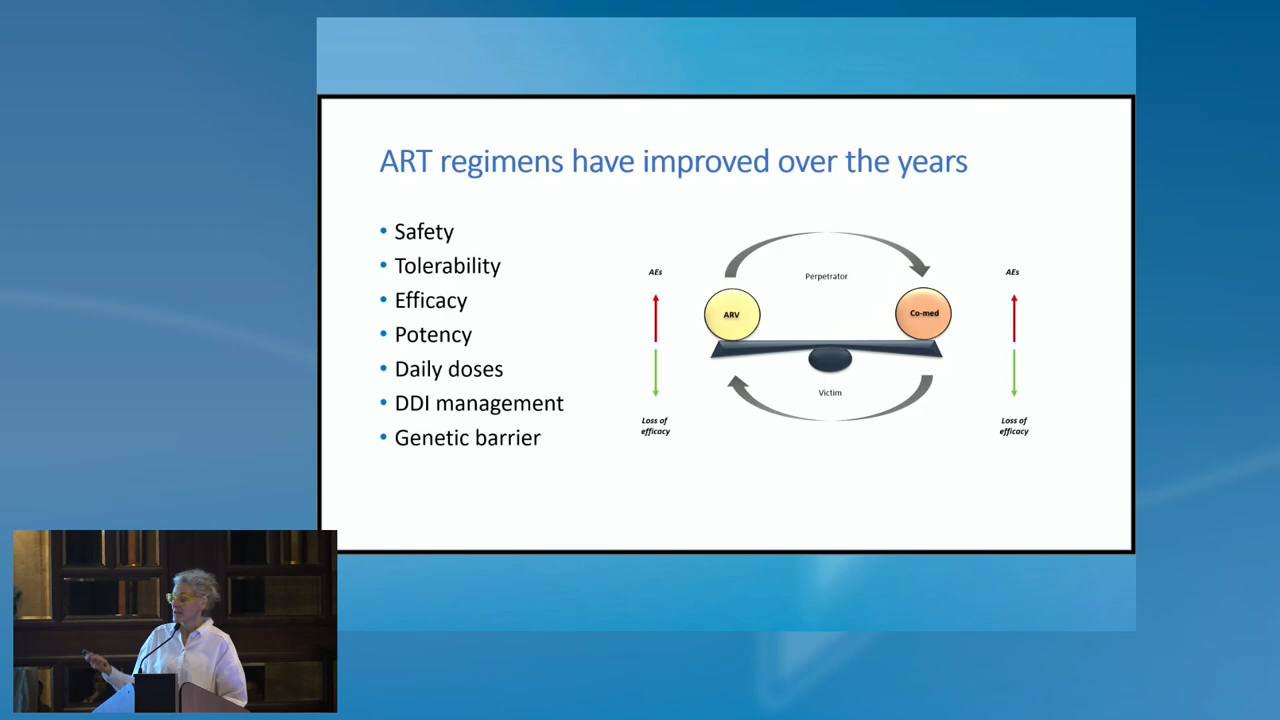 ART regimens have improved over the years
• Safety
• Tolerability
• Efficacy
• Potency
• Daily doses
• DDI management
• Genetic barrier
AEs
Perpetrator
AEs
ARV
Co-med
Victim
Loss of
efficacy
Loss of
efficacy